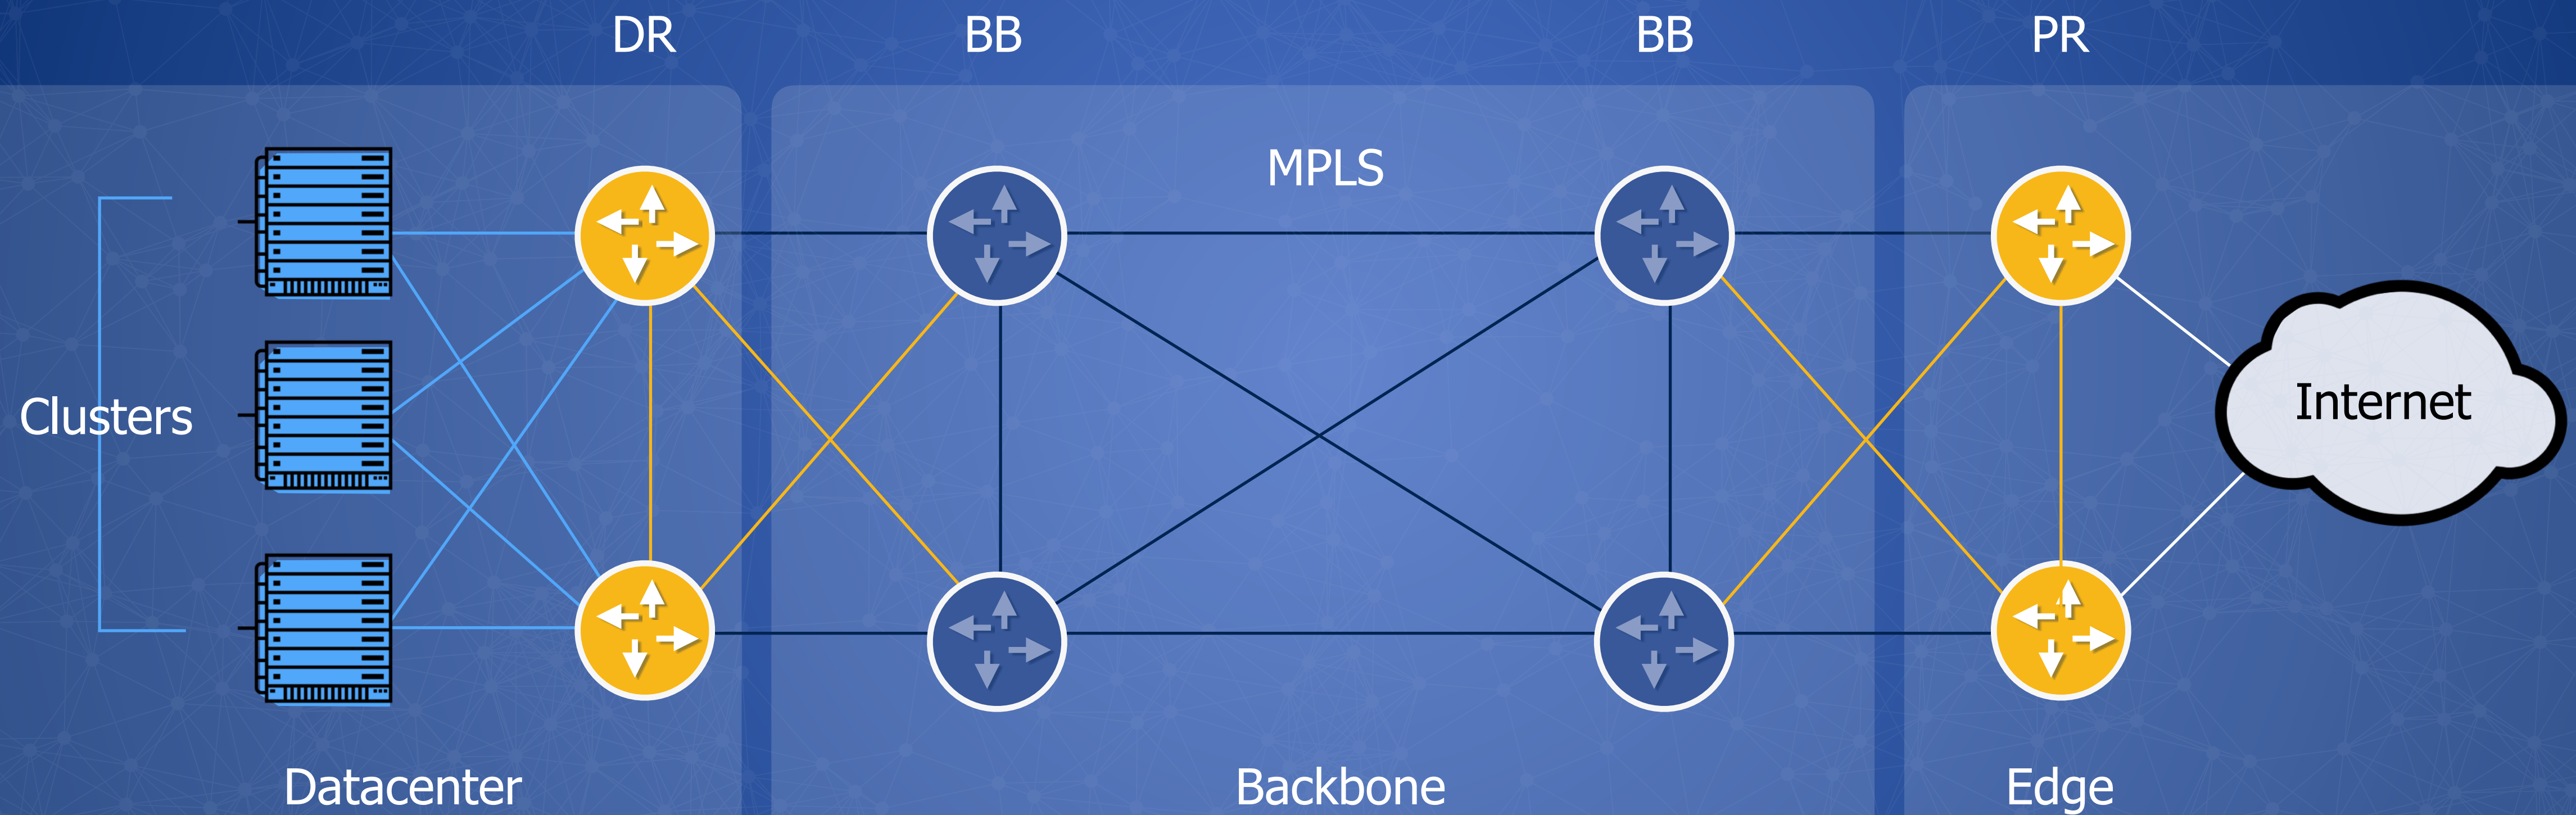 DR
BB
BB
PR
MPLS
Clusters
Internet
Datacenter
Backbone
Edge